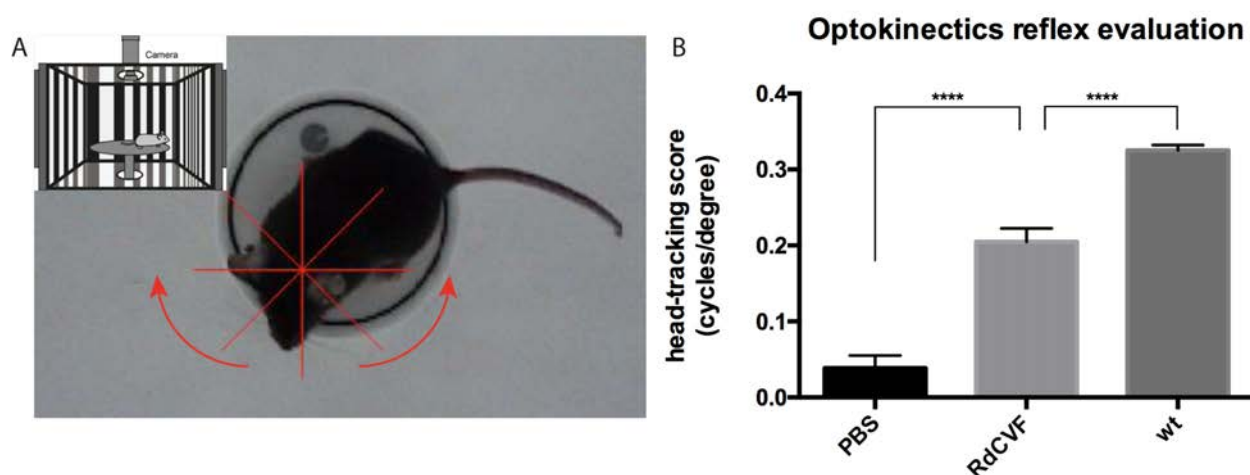 A
Camera
B
Optokinectics reflex evaluation
head-tracking score
(cycles/degree)
0.4
0.3
0.2
0.1
0.0
****
****
PBS
RdCVF
wt